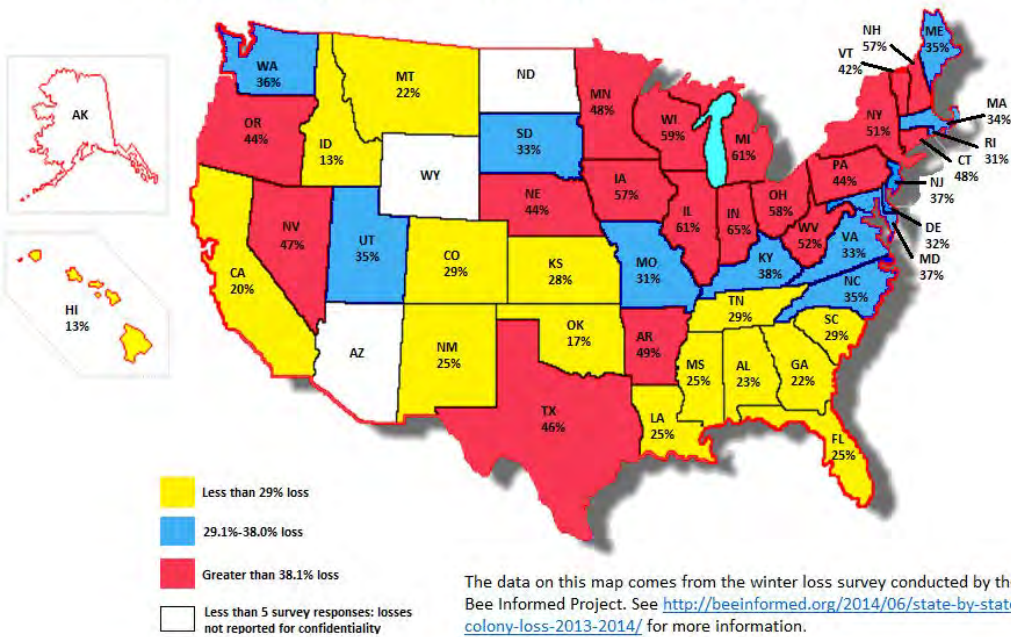 NH
57%
VT
42%
ME
35%
WA
36%
MT
22%
ND
MN
48%
AK
OR
44%
ID
13%
SD
33%
WI
59%
MI
61%
NY
51%
MA
34%
RI
31%
CT
48%
WY
IA
57%
PA
44%
NJ
37%
NE
44%
NV
47%
UT
35%
CO
29%
IL
61%
IN
65%
OH
58%
WV
52%
VA
33%
DE
32%
MD
37%
CA
20%
KS
28%
MO
31%
KY
38%
NC
35%
HI
13%
AZ
NM
25%
OK
17%
AR
49%
TN
29%
SC
29%
MS
25%
AL
23%
GA
22%
TX
46%
LA
25%
FL
25%
Less than 29% loss
29.1%-38.0% loss
Greater than 38.1% loss
Less than 5 survey responses: losses
not reported for confidentiality
The data on this map comes from the winter loss survey conducted by th
Bee Informed Project. See http://beeinformed.org/2014/06/state-by-state
colony-loss-2013-2014/ for more information.